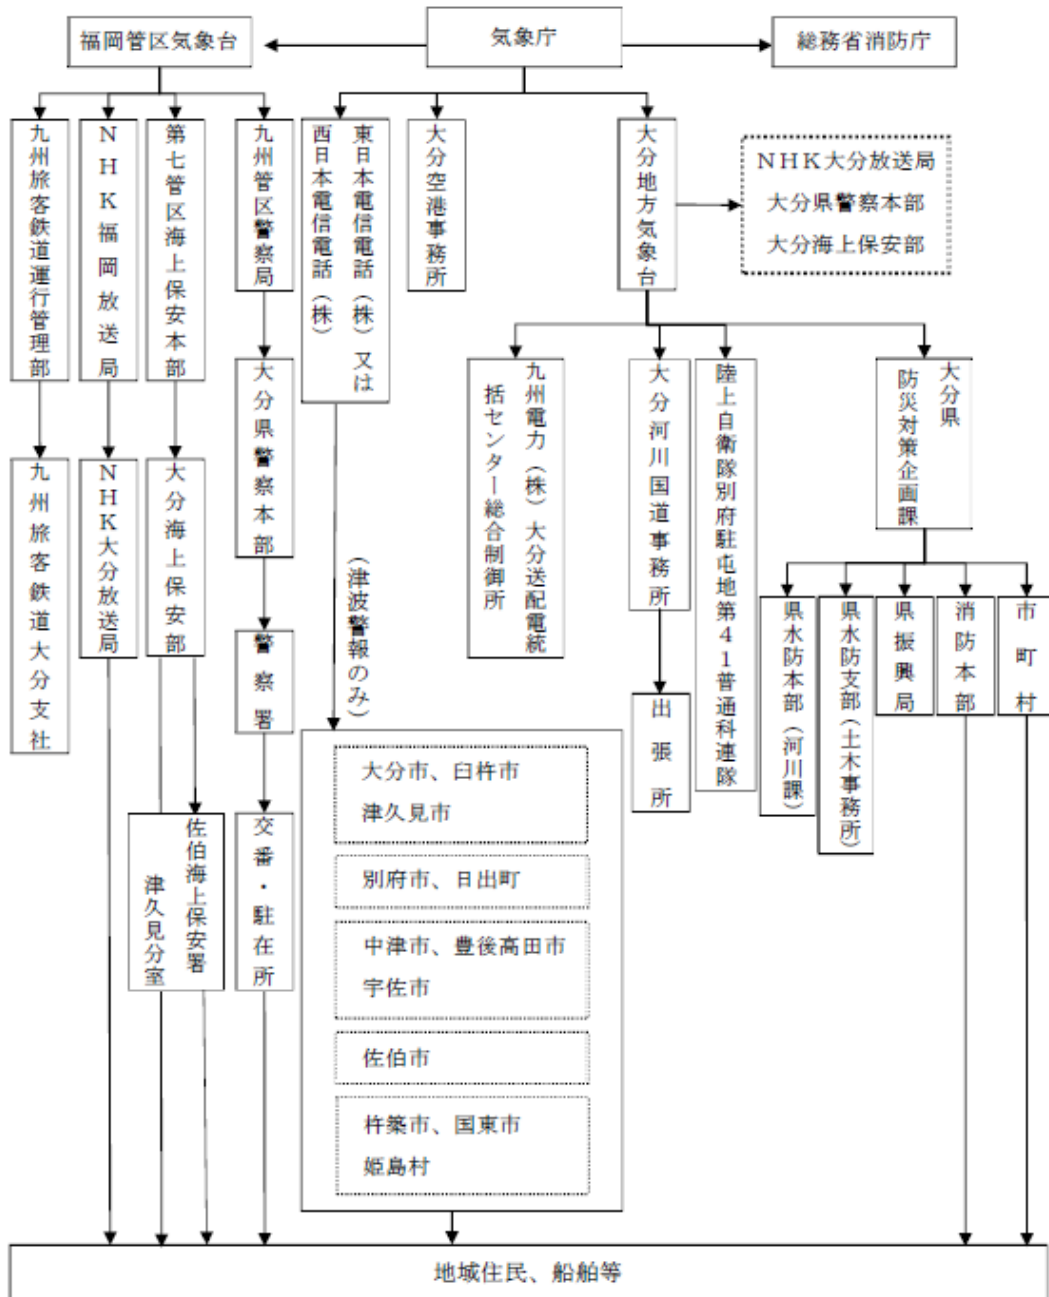 福岡管区気象台
気象庁
総務省消防庁
九州旅客鉄道運行管理部
NHK福岡放送局
第七管区海上保安本部
九州管区警察局
東日本電信電話(株)又は
西日本電信電話(株)
大分空港事務所
大分地方気象台
NHK大分放送局
大分県警察本部
大分海上保安部
九州旅客鉄道大分支社
NHK大分放送局
大分海上保安部
大分県警察本部
(津波警報のみ)
九州電力(株)大分送配電統
括センター総合制御所
大分河川国道事務所
陸上自衛隊別府駐屯地第41普通科連隊
大分県
防災対策企画課
警察署
出張所
県水防本部(河川課)
県水防支部(土木事務所)
県振興局
消防本部
市町村
佐伯海上保安署
津久見分室
交番・駐在所
大分市、臼杵市
津久見市
別府市、日出町
中津市、豊後高田市
宇佐市
佐伯市
杵築市、国東市
姫島村
地域住民、船舶等